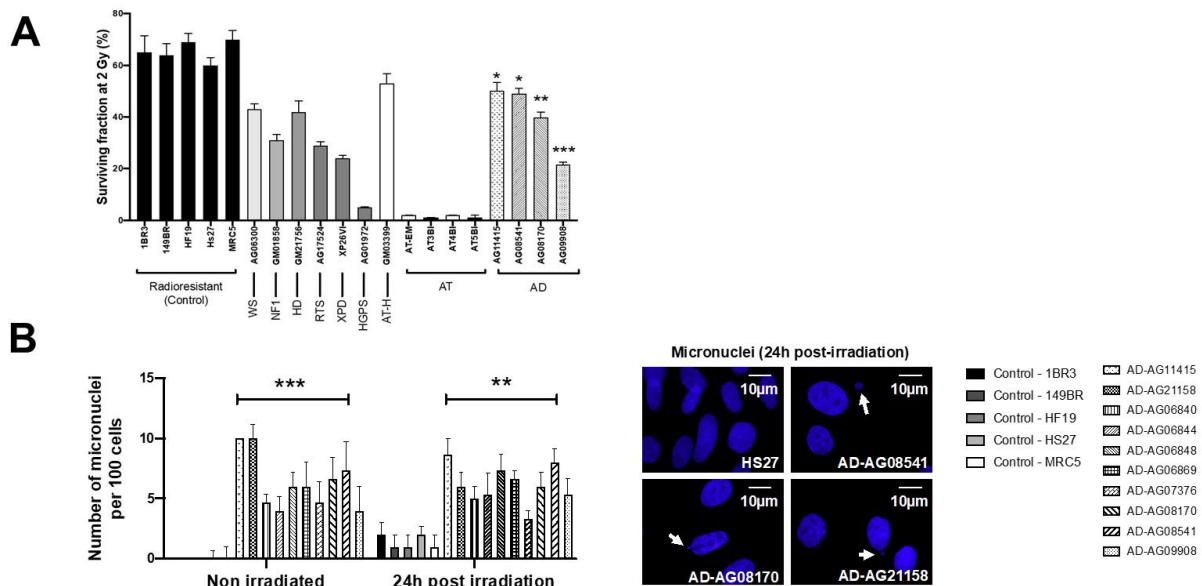 A
Surviving fraction at 2 Gy (%)
80
60
40
20
0
* * ** ***
1BR3 149BR HF19 Hs27 MRC5 AG06300 GM01858 GM21756 AG17524 XP26VI AG01972 GM03399 AT-EM AT3BI AT4BI AT5BI AG11415 AG08541 AG08170 AG09908
Radioresistant
(Control)
WS NF1 HD RTS XPD HGPS AT-H
AT AD
B
Number of micronuclei
per 100 cells
15
10
5
0
*** **
Non irradiated 24h post irradiation
Micronuclei (24h post-irradiation)
10µm 10µm
HS27 AD-AG08541
10µm 10µm
AD-AG08170 AD-AG21158
Control - 1BR3
Control - 149BR
Control - HF19
Control - HS27
Control - MRC5
AD-AG11415
AD-AG21158
AD-AG06840
AD-AG06844
AD-AG06848
AD-AG06869
AD-AG07376
AD-AG08170
AD-AG08541
AD-AG09908